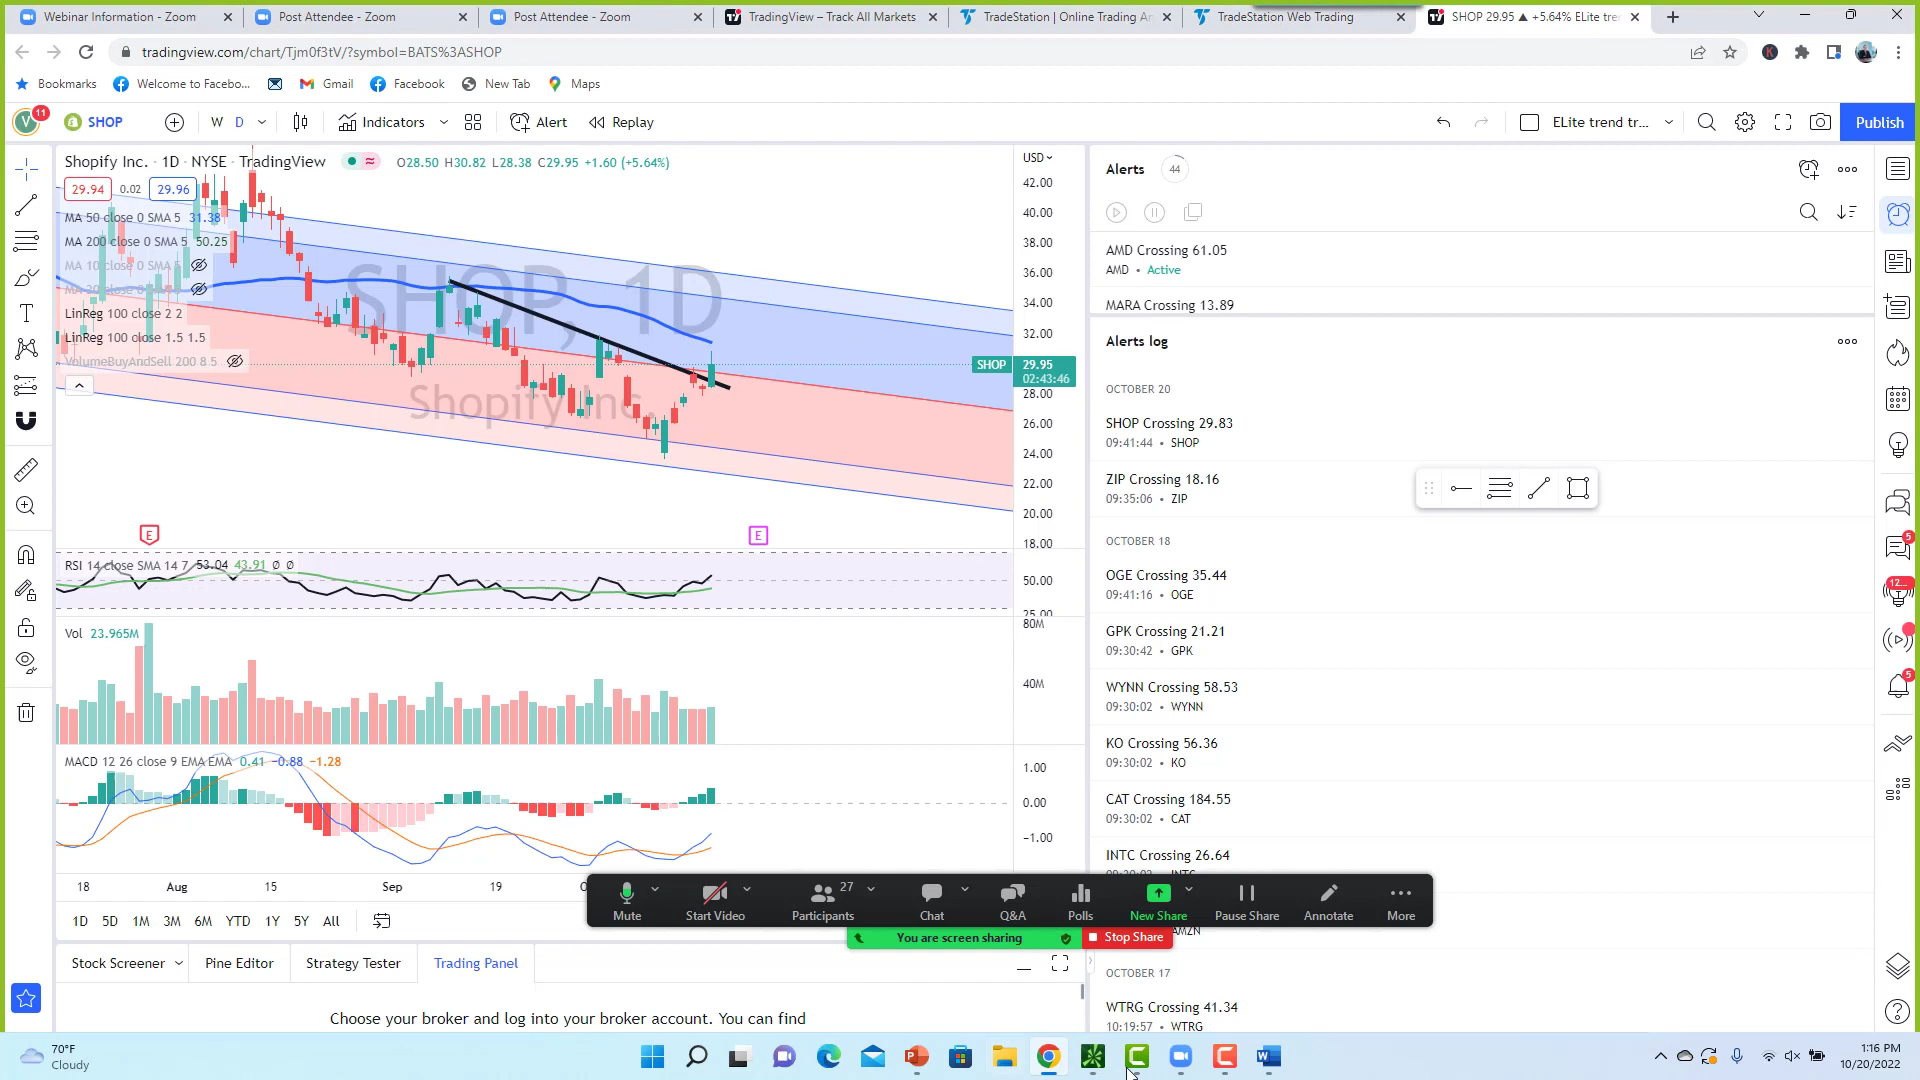 Webinar Information - Zoom
Post Attendee - Zoom
Post Attendee - Zoom
TradingView – Track All Markets
TradeStation | Online Trading An
TradeStation Web Trading
SHOP 29.95 ▲ +5.64% ELite tre
tradingview.com/chart/Tjm0f3tV/?symbol=BATS%3ASHOP
Bookmarks
Welcome to Facebo...
Gmail
Facebook
New Tab
Maps
V
11
SHOP
W D
Indicators
Alert
Replay
ELite trend tr...
Publish
Shopify Inc. · 1D · NYSE · TradingView
O28.50 H30.82 L28.38 C29.95 +1.60 (+5.64%)
29.94 0.02 29.96
MA 50 close 0 SMA 5 31.38
MA 200 close 0 SMA 5 50.25
MA 10 close 0 SMA 5
MA 20 close 0 SMA 5
LinReg 100 close 2 2
LinReg 100 close 1.5 1.5
VolumeBuyAndSell 200 8 5
SHOP, 1D
Shopify Inc.
USD
42.00
40.00
38.00
36.00
34.00
32.00
SHOP 29.95
02:43:46
28.00
26.00
24.00
22.00
20.00
18.00
E
E
RSI 14 close SMA 14 7 53.04 43.91 Ø Ø
50.00
25.00
Vol 23.965M
80M
40M
MACD 12 26 close 9 EMA EMA 0.41 −0.88 −1.28
1.00
0.00
−1.00
18 Aug 15 Sep 19
1D 5D 1M 3M 6M YTD 1Y 5Y All
Stock Screener
Pine Editor
Strategy Tester
Trading Panel
Choose your broker and log into your broker account. You can find
Alerts 44
AMD Crossing 61.05
AMD • Active
MARA Crossing 13.89
Alerts log
OCTOBER 20
SHOP Crossing 29.83
09:41:44 • SHOP
ZIP Crossing 18.16
09:35:06 • ZIP
OCTOBER 18
OGE Crossing 35.44
09:41:16 • OGE
GPK Crossing 21.21
09:30:42 • GPK
WYNN Crossing 58.53
09:30:02 • WYNN
KO Crossing 56.36
09:30:02 • KO
CAT Crossing 184.55
09:30:02 • CAT
INTC Crossing 26.64
09:30:02 • INTC
AMZN
OCTOBER 17
WTRG Crossing 41.34
10:19:57 • WTRG
5
12...
5
Mute
Start Video
Participants
27
Chat
Q&A
Polls
New Share
Pause Share
Annotate
More
You are screen sharing
Stop Share
70°F
Cloudy
1:16 PM
10/20/2022